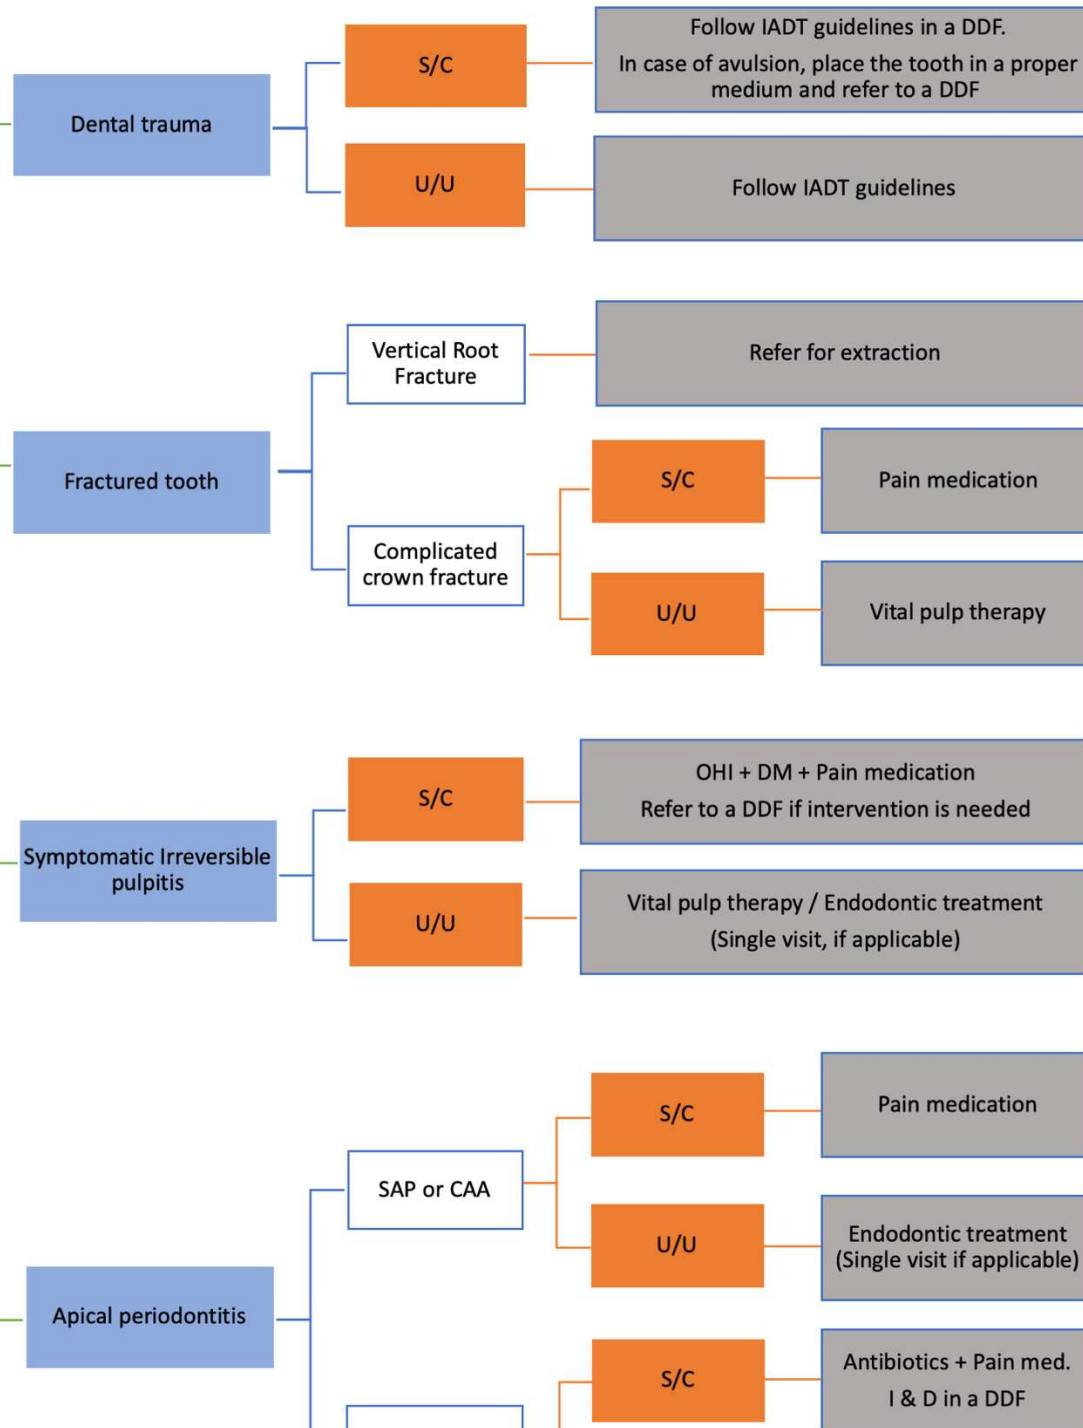 Dental trauma
S/C
Follow IADT guidelines in a DDF.
In case of avulsion, place the tooth in a proper
medium and refer to a DDF
U/U
Follow IADT guidelines
Fractured tooth
Vertical Root
Fracture
Refer for extraction
Complicated
crown fracture
S/C
Pain medication
U/U
Vital pulp therapy
Symptomatic Irreversible
pulpitis
S/C
OHI + DM + Pain medication
Refer to a DDF if intervention is needed
U/U
Vital pulp therapy / Endodontic treatment
(Single visit, if applicable)
Apical periodontitis
SAP or CAA
S/C
Pain medication
U/U
Endodontic treatment
(Single visit if applicable)
S/C
Antibiotics + Pain med.
I & D in a DDF